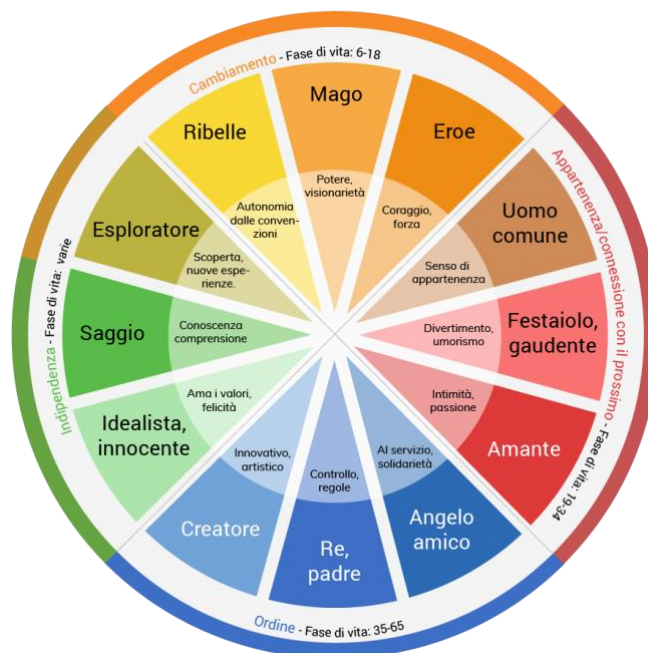 Cambiamento - Fase di vita: 6-18
Mago
Ribelle
Eroe
Potere,
visionarietà
Autonomia
dalle conven-
zioni
Coraggio,
forza
Appartenenza/connessione con il prossimo - Fase di vita: 19-34
Esploratore
Uomo
comune
Scoperta,
nuove espe-
rienze.
Senso di
appartenenza
Indipendenza - Fase di vita: varie
Saggio
Conoscenza
comprensione
Divertimento,
umorismo
Festaiolo,
gaudente
Idealista,
innocente
Ama i valori,
felicità
Intimità,
passione
Amante
Innovativo,
artistico
Controllo,
regole
Al servizio,
solidarietà
Creatore
Re,
padre
Angelo
amico
Ordine - Fase di vita: 35-65